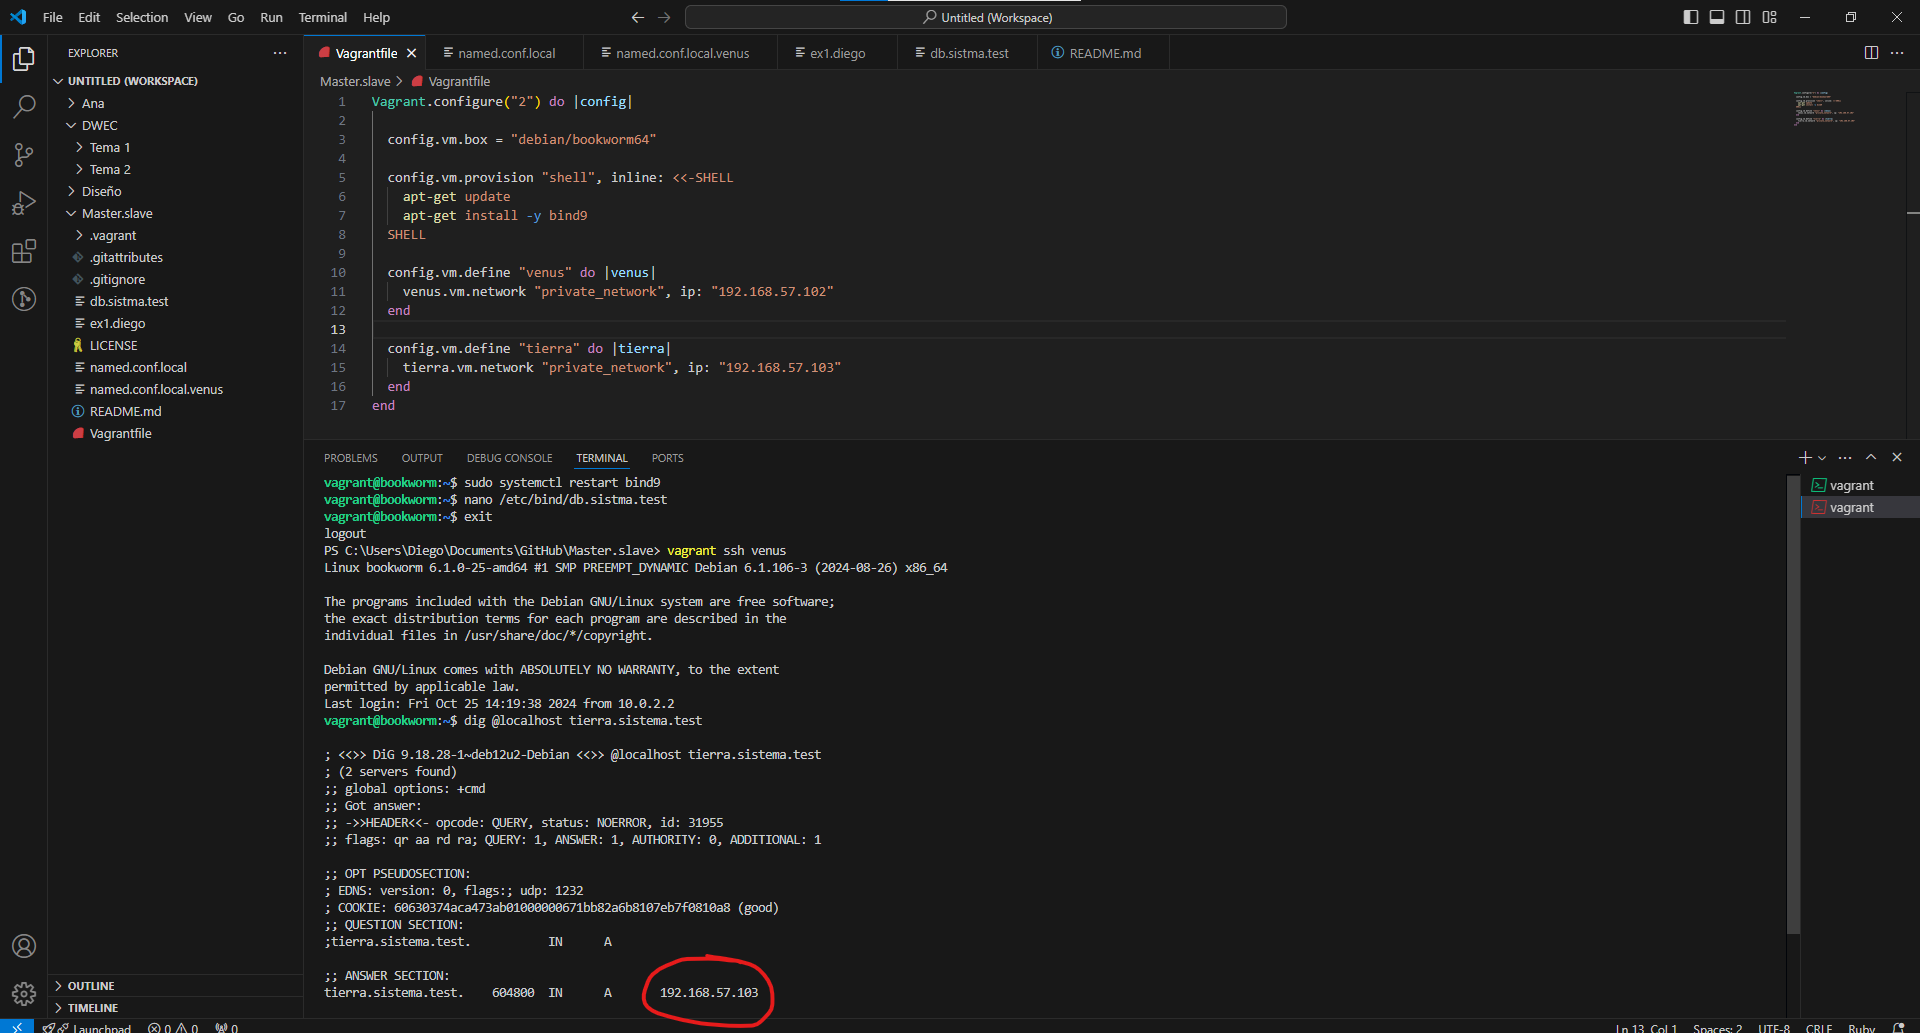 File Edit Selection View Go Run Terminal Help
Untitled (Workspace)
EXPLORER
UNTITLED (WORKSPACE)
Ana
DWEC
Tema 1
Tema 2
Diseño
Master.slave
.vagrant
.gitattributes
.gitignore
db.sistma.test
ex1.diego
LICENSE
named.conf.local
named.conf.local.venus
README.md
Vagrantfile
OUTLINE
TIMELINE
Vagrantfile named.conf.local named.conf.local.venus ex1.diego db.sistma.test README.md
Master.slave > Vagrantfile
1 Vagrant.configure("2") do |config|
2
3 config.vm.box = "debian/bookworm64"
4
5 config.vm.provision "shell", inline: <<-SHELL
6 apt-get update
7 apt-get install -y bind9
8 SHELL
9
10 config.vm.define "venus" do |venus|
11 venus.vm.network "private_network", ip: "192.168.57.102"
12 end
13
14 config.vm.define "tierra" do |tierra|
15 tierra.vm.network "private_network", ip: "192.168.57.103"
16 end
17 end
PROBLEMS OUTPUT DEBUG CONSOLE TERMINAL PORTS
vagrant@bookworm:~$ sudo systemctl restart bind9
vagrant@bookworm:~$ nano /etc/bind/db.sistma.test
vagrant@bookworm:~$ exit
logout
PS C:\Users\Diego\Documents\GitHub\Master.slave> vagrant ssh venus
Linux bookworm 6.1.0-25-amd64 #1 SMP PREEMPT_DYNAMIC Debian 6.1.106-3 (2024-08-26) x86_64
The programs included with the Debian GNU/Linux system are free software;
the exact distribution terms for each program are described in the
individual files in /usr/share/doc/*/copyright.
Debian GNU/Linux comes with ABSOLUTELY NO WARRANTY, to the extent
permitted by applicable law.
Last login: Fri Oct 25 14:19:38 2024 from 10.0.2.2
vagrant@bookworm:~$ dig @localhost tierra.sistema.test
; <<>> DiG 9.18.28-1~deb12u2-Debian <<>> @localhost tierra.sistema.test
; (2 servers found)
;; global options: +cmd
;; Got answer:
;; ->>HEADER<<- opcode: QUERY, status: NOERROR, id: 31955
;; flags: qr aa rd ra; QUERY: 1, ANSWER: 1, AUTHORITY: 0, ADDITIONAL: 1
;; OPT PSEUDOSECTION:
; EDNS: version: 0, flags:; udp: 1232
; COOKIE: 60630374aca473ab01000000671bb82a6b8107eb7f0810a8 (good)
;; QUESTION SECTION:
;tierra.sistema.test. IN A
;; ANSWER SECTION:
tierra.sistema.test. 604800 IN A 192.168.57.103
vagrant
vagrant
Launchpad 0 0 0
Ln 13, Col 1 Spaces: 2 UTF-8 CRLF Ruby